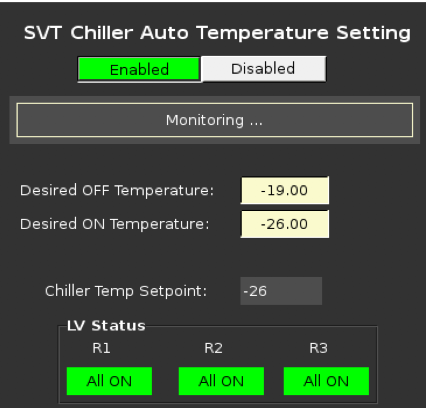 SVT Chiller Auto Temperature Setting
Enabled Disabled
Monitoring ...
Desired OFF Temperature: -19.00
Desired ON Temperature: -26.00
Chiller Temp Setpoint: -26
LV Status
R1 R2 R3
All ON All ON All ON